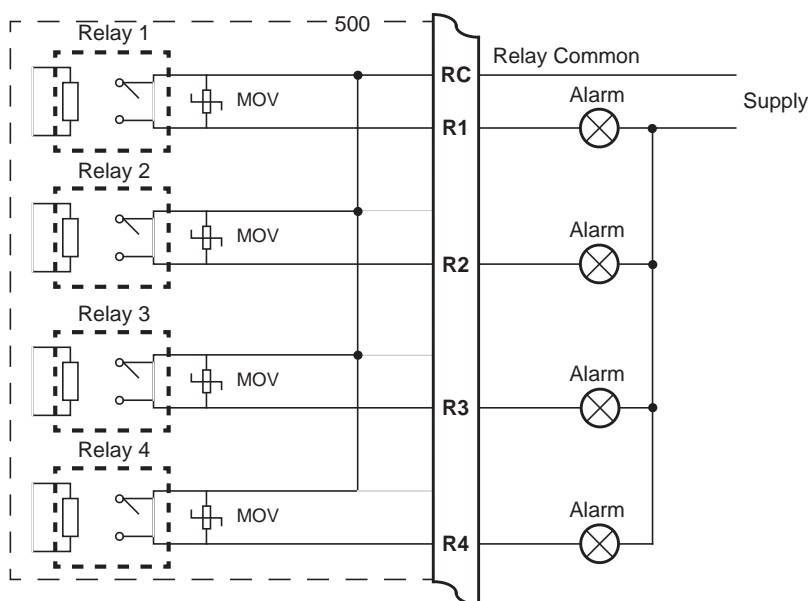 Relay 1
500
Relay Common
RC
Alarm
Supply
MOV
R1
Relay 2
Alarm
MOV
R2
Relay 3
Alarm
MOV
R3
Relay 4
Alarm
MOV
R4